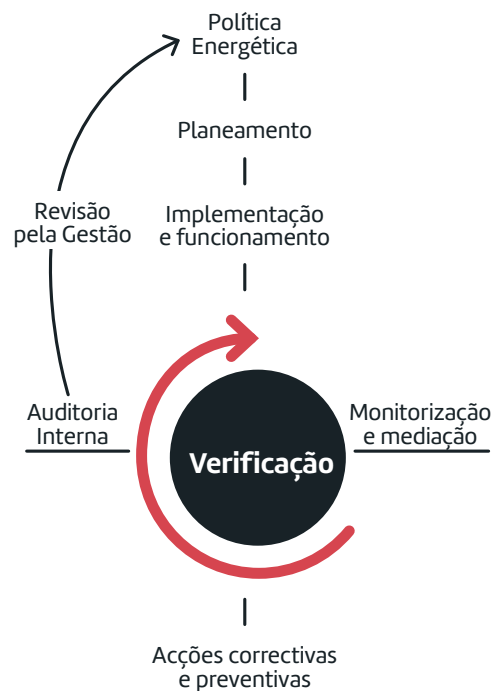 Política
Energética
Planeamento
Revisão
pela Gestão
Implementação
e funcionamento
Auditoria
Interna
Verificação
Monitorização
e mediação
Acções correctivas
e preventivas